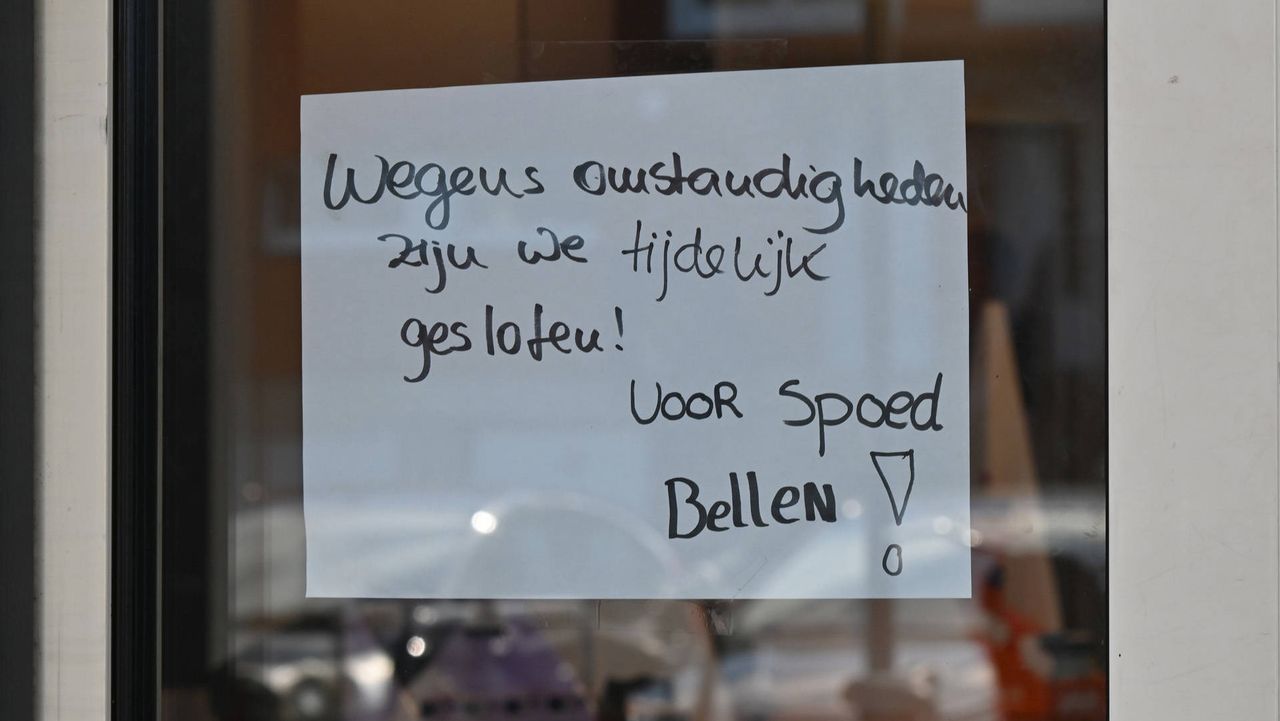 Wegens omstandigheden
zijn we tijdelijk
gesloten!
VOOR Spoed
BelleN !